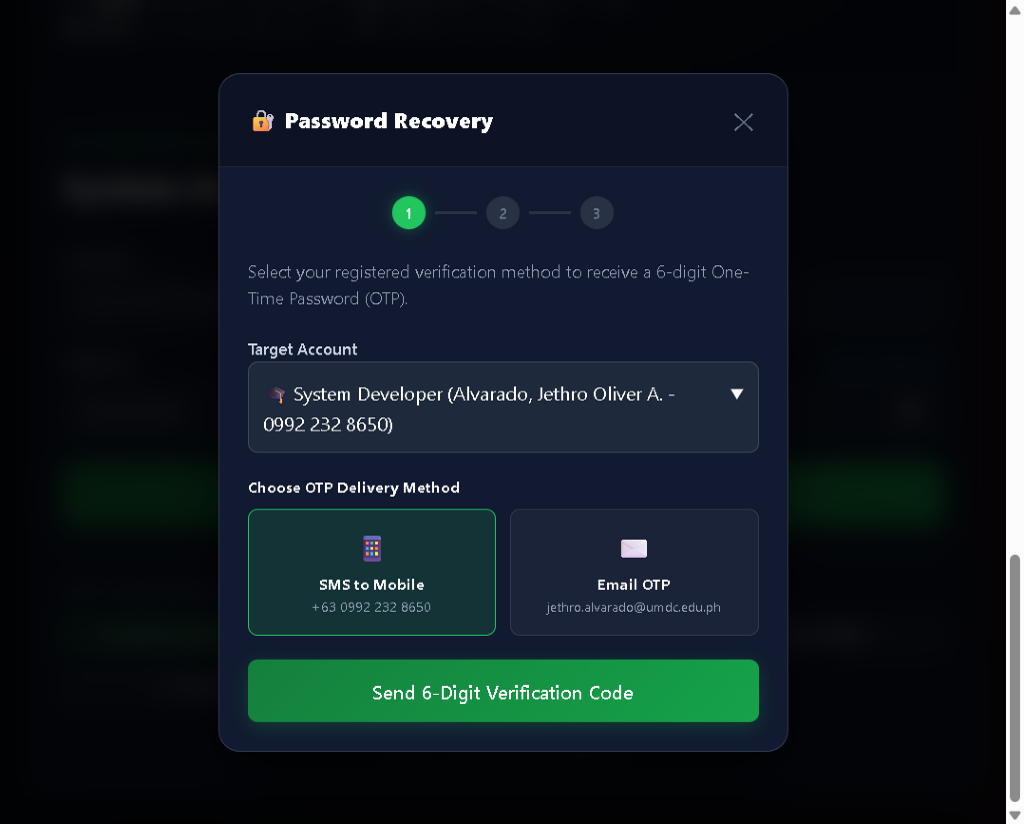 Password Recovery
1 2 3
Select your registered verification method to receive a 6-digit One-
Time Password (OTP).
Target Account
System Developer (Alvarado, Jethro Oliver A. -
0992 232 8650)
Choose OTP Delivery Method
SMS to Mobile
+63 0992 232 8650
Email OTP
jethro.alvarado@umdc.edu.ph
Send 6-Digit Verification Code